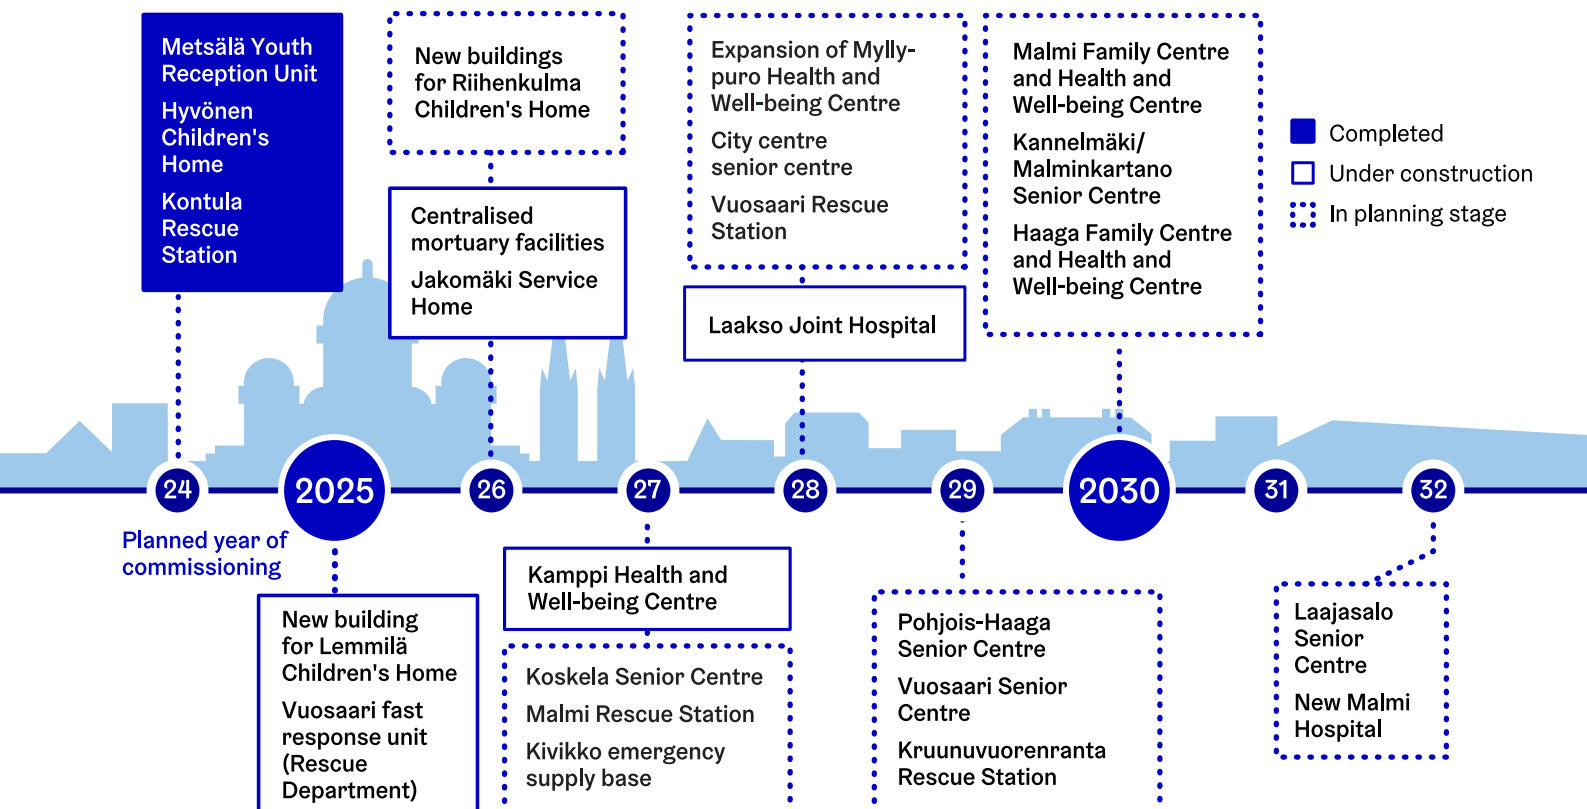 Metsälä Youth
Reception Unit
Hyvönen
Children's
Home
Kontula
Rescue
Station
New buildings
for Riihenkulma
Children's Home
Centralised
mortuary facilities
Jakomäki Service
Home
Expansion of Mylly-
puro Health and
Well-being Centre
City centre
senior centre
Vuosaari Rescue
Station
Laakso Joint Hospital
Malmi Family Centre
and Health and
Well-being Centre
Kannelmäki/
Malminkartano
Senior Centre
Haaga Family Centre
and Health and
Well-being Centre
Completed
Under construction
In planning stage
24
2025
26
27
28
29
2030
31
32
Planned year of
commissioning
New building
for Lemmilä
Children's Home
Vuosaari fast
response unit
(Rescue
Department)
Kamppi Health and
Well-being Centre
Koskela Senior Centre
Malmi Rescue Station
Kivikko emergency
supply base
Pohjois-Haaga
Senior Centre
Vuosaari Senior
Centre
Kruunuvuorenranta
Rescue Station
Laajasalo
Senior
Centre
New Malmi
Hospital